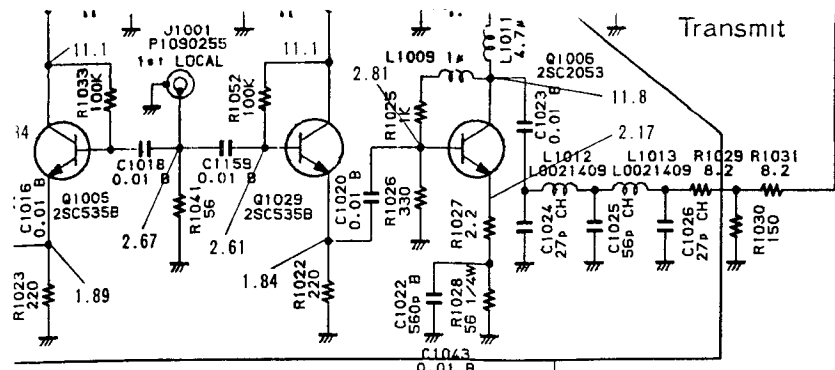 Transmit
J1001
P1090255
1st LOCAL
11.1
11.1
R1033
100K
R1052
100K
L1009 1μ
L1011
4.7μ
Q1006
2SC2053
2.81
R1025
1K
C1023
0.01 B
11.8
2.17
C1018
0.01 B
C1159
0.01 B
L1012
L0021409
L1013
L0021409
R1029
8.2
R1031
8.2
Q1005
2SC535B
C1016
0.01 B
R1041
56
Q1029
2SC535B
C1020
0.01 B
R1026
330
R1027
2.2
C1024
27p CH
C1025
56p CH
C1026
27p CH
R1030
150
2.67
2.61
1.84
1.89
R1023
220
R1022
220
C1022
560p B
R1028
56 1/4W
C1043
0.01 B